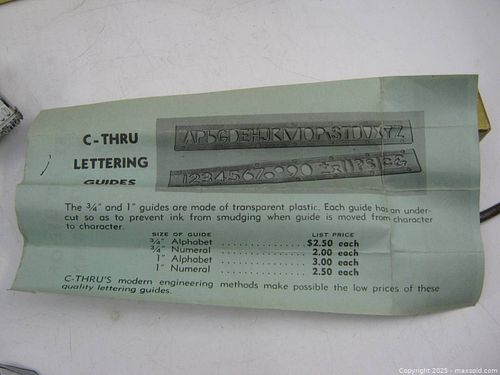 C-THRU
LETTERING
GUIDES
The ¾" and 1" guides are made of transparent plastic. Each guide has an under-
cut so as to prevent ink from smudging when guide is moved from character
to character.
SIZE OF GUIDE LIST PRICE
¾" Alphabet .............. $2.50 each
¾" Numeral .............. 2.00 each
1" Alphabet .............. 3.00 each
1" Numeral .............. 2.50 each
C-THRU'S modern engineering methods make possible the low prices of these
quality lettering guides.
Copyright 2025 - maxsold.com